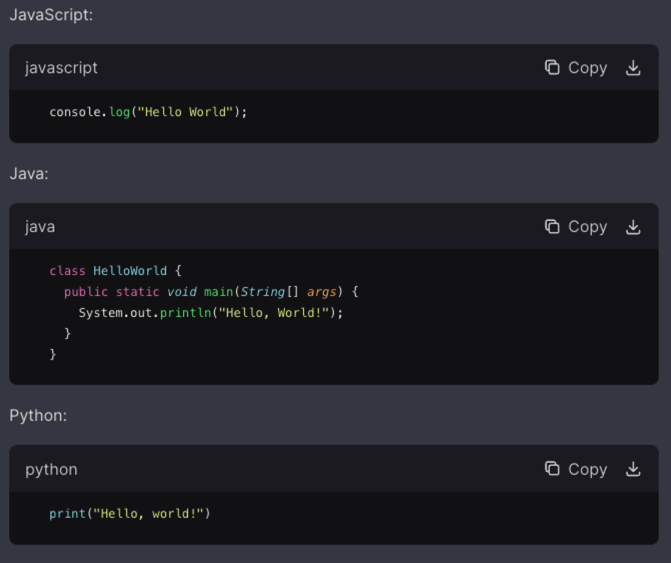 JavaScript:
javascript Copy
console.log("Hello World");
Java:
java Copy
class HelloWorld {
  public static void main(String[] args) {
    System.out.println("Hello, World!");
  }
}
Python:
python Copy
print("Hello, world!")